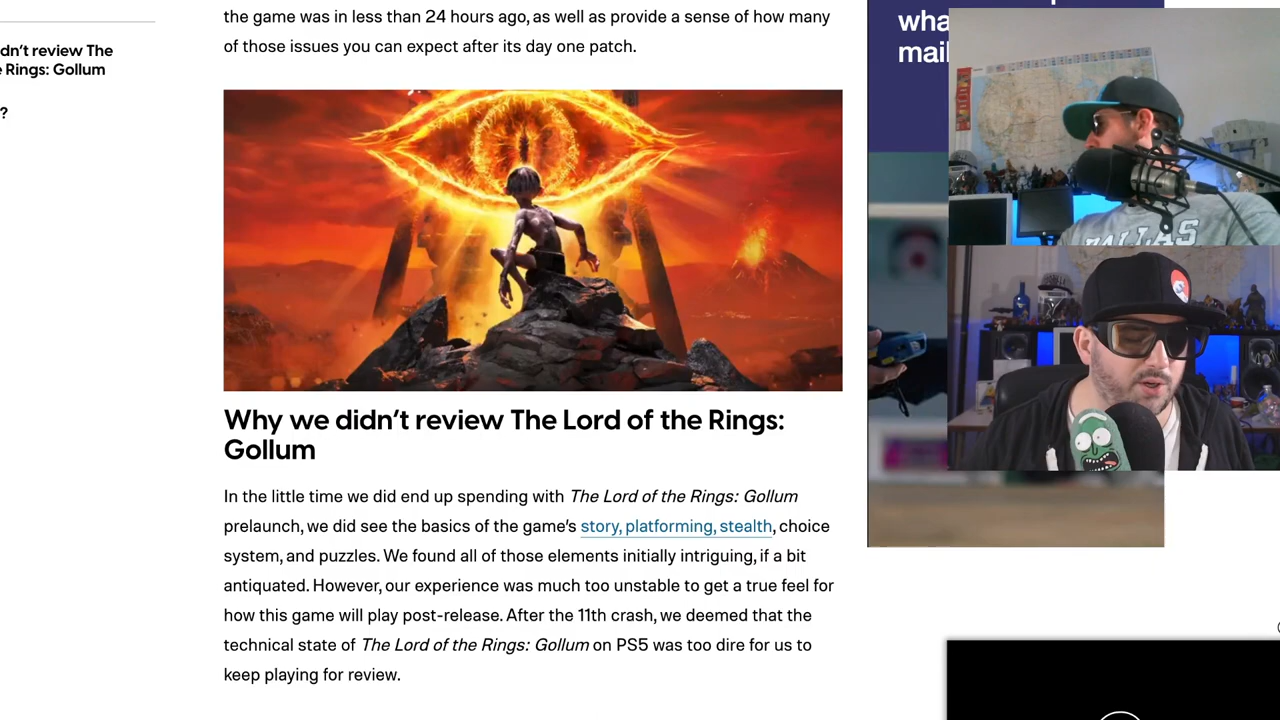 the game was in less than 24 hours ago, as well as provide a sense of how many
of those issues you can expect after its day one patch.
dn't review The
Rings: Gollum
?
mail
Why we didn't review The Lord of the Rings:
Gollum
In the little time we did end up spending with The Lord of the Rings: Gollum
prelaunch, we did see the basics of the game's story, platforming, stealth, choice
system, and puzzles. We found all of those elements initially intriguing, if a bit
antiquated. However, our experience was much too unstable to get a true feel for
how this game will play post-release. After the 11th crash, we deemed that the
technical state of The Lord of the Rings: Gollum on PS5 was too dire for us to
keep playing for review.
DALLAS